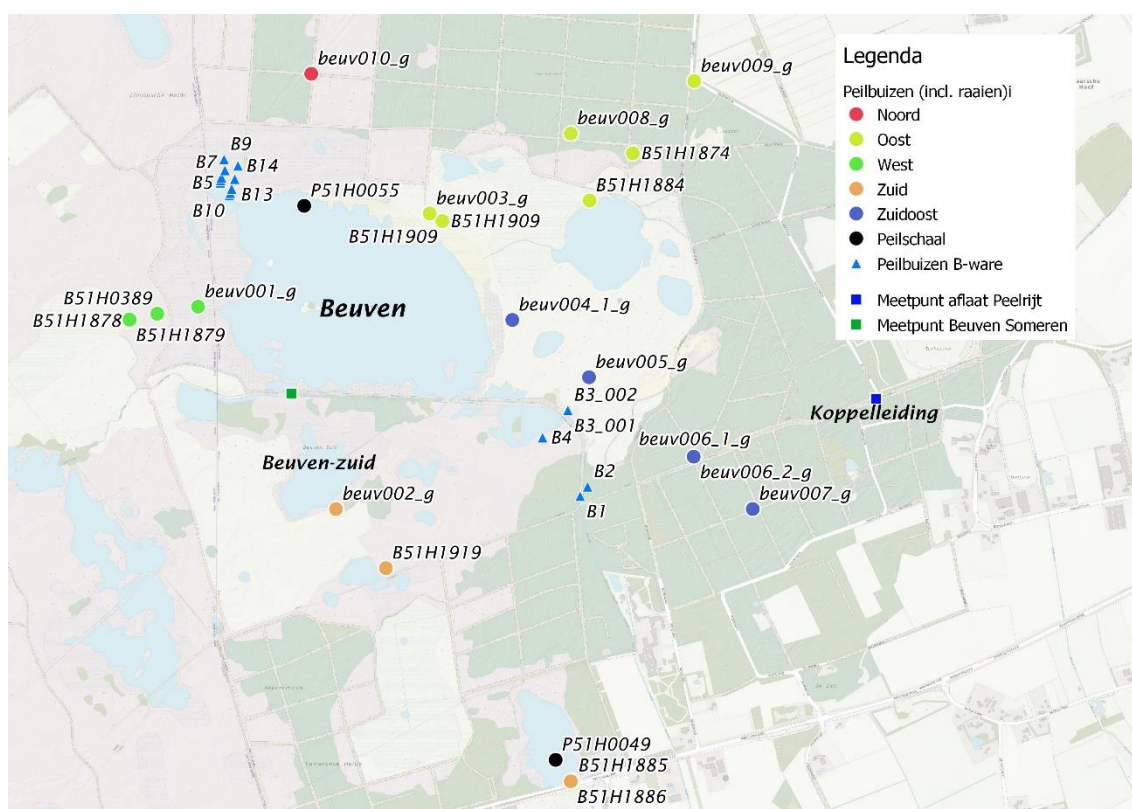 Legenda
Peilbuizen (incl. raaien)i
Noord
Oost
West
Zuid
Zuidoost
Peilschaal
Peilbuizen B-ware
Meetpunt aflaat Peelrijt
Meetpunt Beuven Someren
beuv010_g
beuv009_g
beuv008_g
B51H1874
B9
B7
B14
B5
B13
B10
P51H0055
beuv003_g
B51H1909
B51H1909
B51H1884
B51H0389
beuv001_g
B51H1878
B51H1879
Beuven
beuv004_1_g
beuv005_g
B3_002
B3_001
B4
Koppelleiding
beuv006_1_g
beuv006_2_g
B2
B1
beuv007_g
Beuven-zuid
beuv002_g
B51H1919
P51H0049
B51H1885
B51H1886